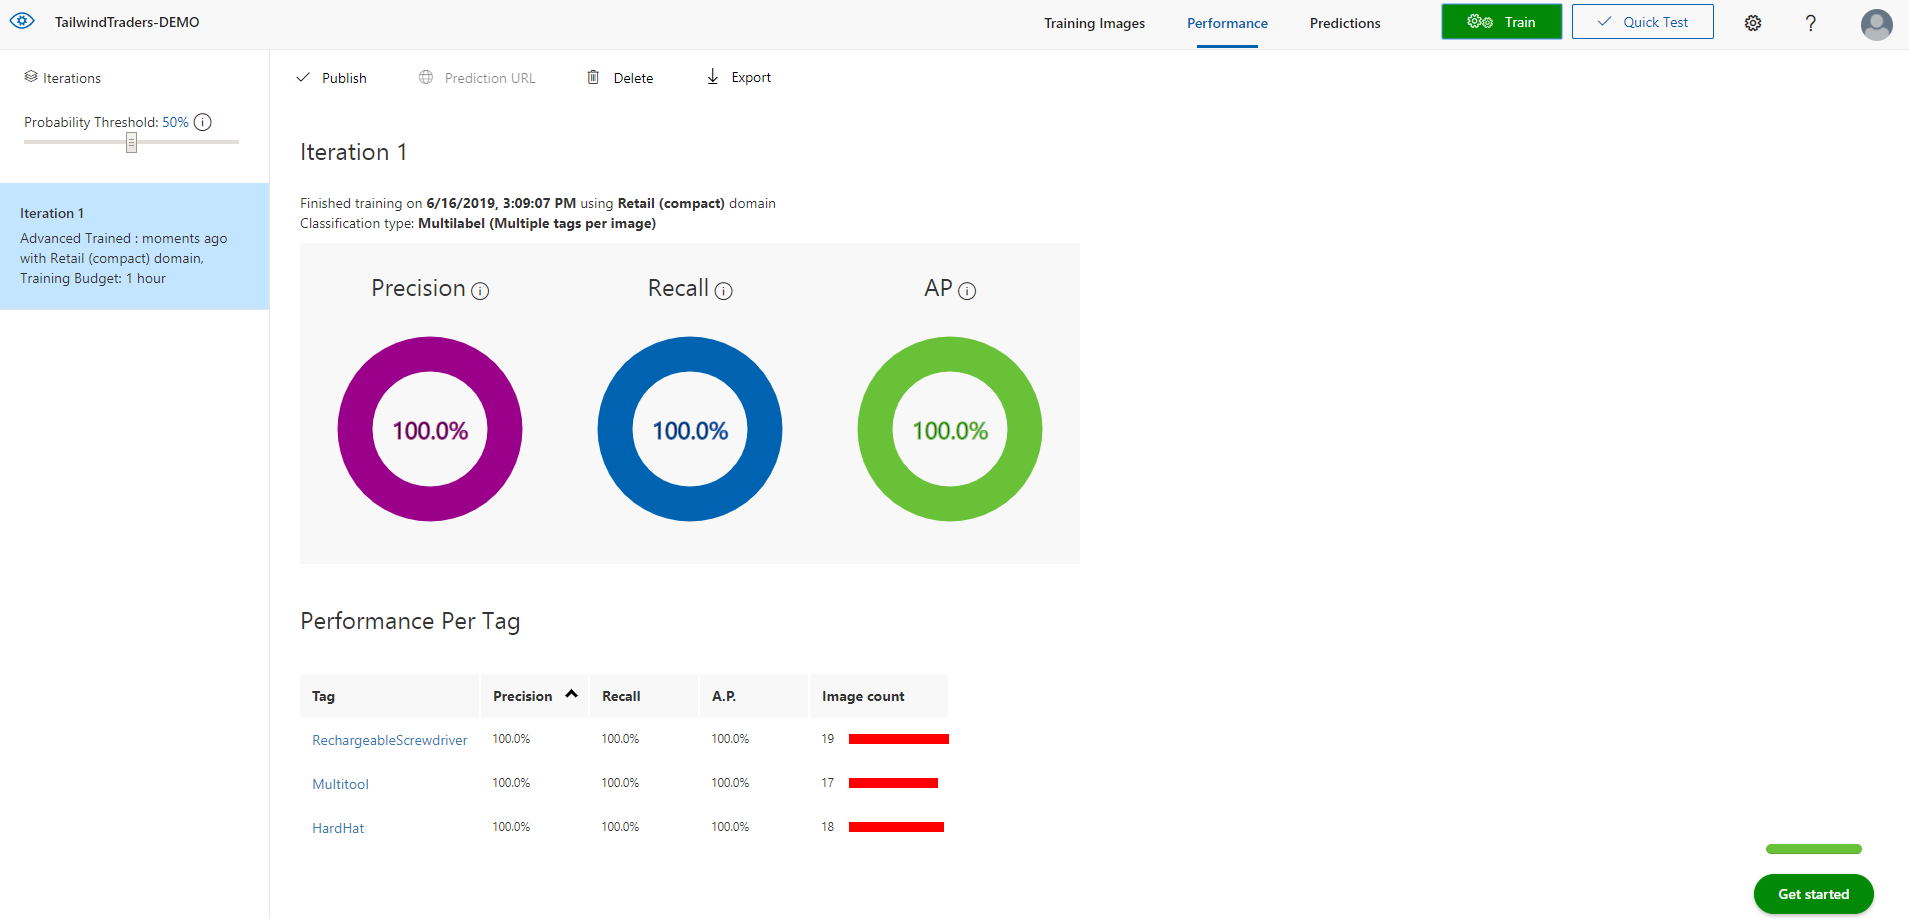 TailwindTraders-DEMO
Training Images
Performance
Predictions
Train
Quick Test
?
Iterations
Probability Threshold: 50% i
Iteration 1
Advanced Trained : moments ago
with Retail (compact) domain,
Training Budget: 1 hour
Publish
Prediction URL
Delete
Export
Iteration 1
Finished training on 6/16/2019, 3:09:07 PM using Retail (compact) domain
Classification type: Multilabel (Multiple tags per image)
Precision i
Recall i
AP i
100.0%
100.0%
100.0%
Performance Per Tag
Tag Precision Recall A.P. Image count
RechargeableScrewdriver 100.0% 100.0% 100.0% 19
Multitool 100.0% 100.0% 100.0% 17
HardHat 100.0% 100.0% 100.0% 18
Get started